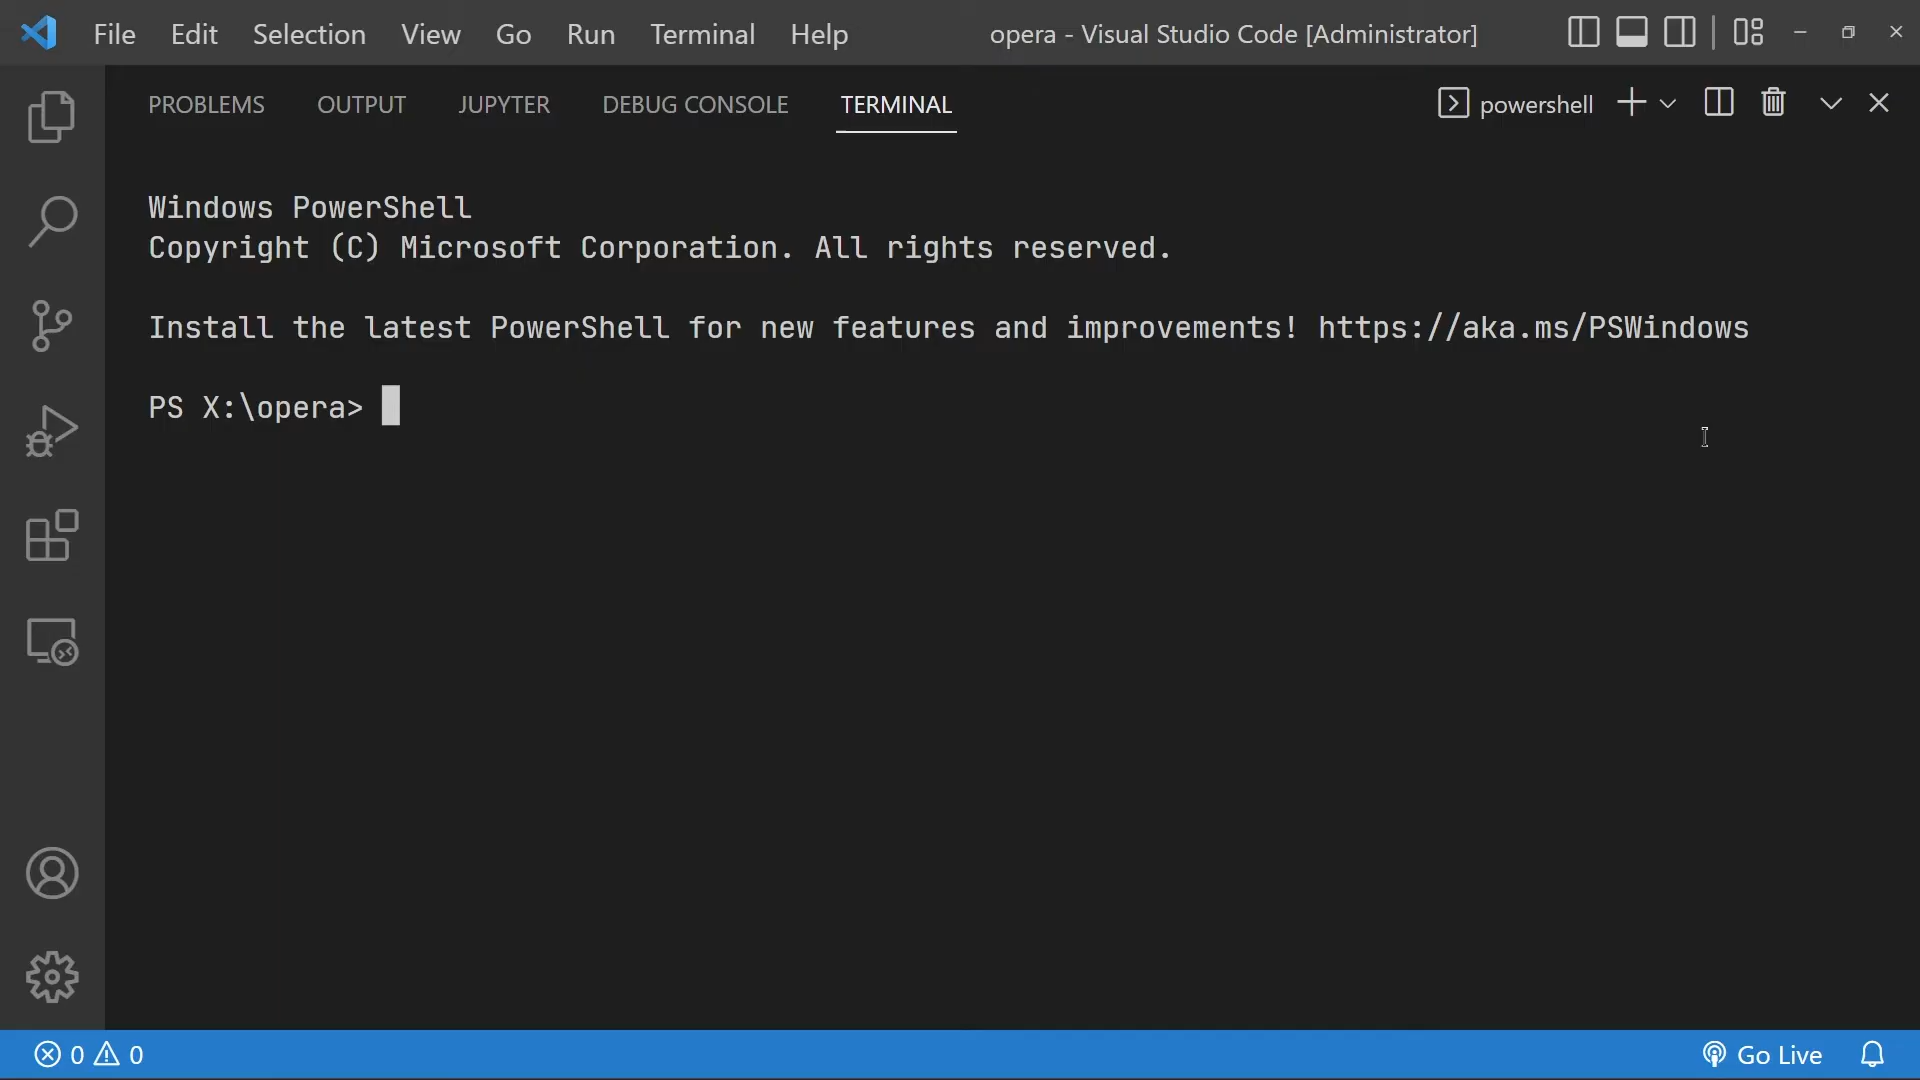 File Edit Selection View Go Run Terminal Help opera - Visual Studio Code [Administrator]
PROBLEMS OUTPUT JUPYTER DEBUG CONSOLE TERMINAL powershell
Windows PowerShell
Copyright (C) Microsoft Corporation. All rights reserved.
Install the latest PowerShell for new features and improvements! https://aka.ms/PSWindows
PS X:\opera>
0 0 Go Live